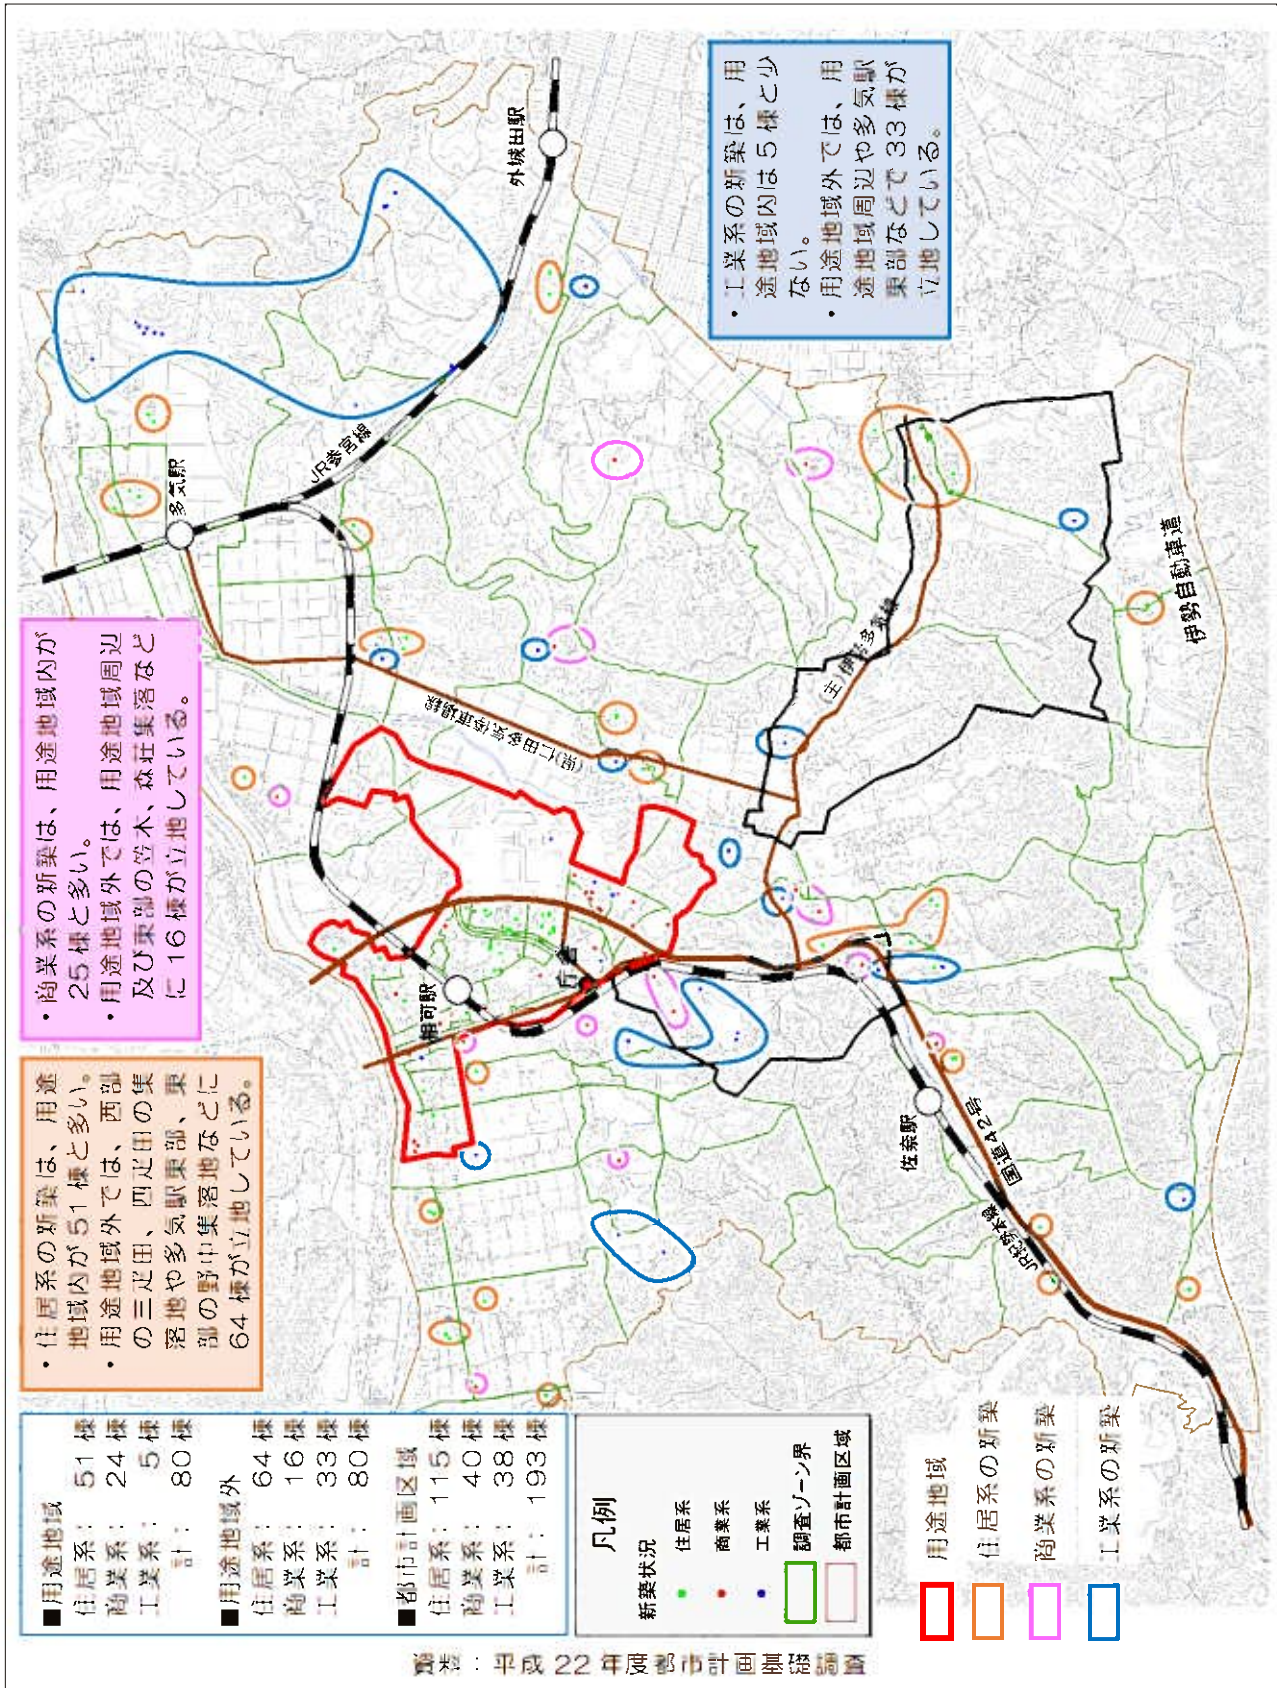 ■用途地域
住居系： 51棟
商業系： 24棟
工業系： 5棟
計： 80棟
■用途地域外
住居系： 64棟
商業系： 16棟
工業系： 33棟
計： 80棟
■都市計画区域
住居系： 115棟
商業系： 40棟
工業系： 38棟
計： 193棟
・住居系の新築は、用途
地域内が51棟と多い。
・用途地域外では、西部
の三疋田、四疋田の集
落地や多気駅東部、東
部の野中集落地などに
64棟が立地している。
・商業系の新築は、用途地域内が
25棟と多い。
・用途地域外では、用途地域周辺
及び東部の笠木、森荘集落など
に16棟が立地している。
・工業系の新築は、用
途地域内は5棟と少
ない。
・用途地域外では、用
途地域周辺や多気駅
東部などで33棟が
立地している。
多気駅
JR参宮線
外城田駅
(県)仁田多気停車場線
相可駅
庁舎
(主)伊勢多気線
伊勢自動車道
佐奈駅
国道42号
JR紀勢本線
凡例
新築状況
住居系
商業系
工業系
調査ゾーン界
都市計画区域
用途地域
住居系の新築
商業系の新築
工業系の新築
資料：平成22年度都市計画基礎調査